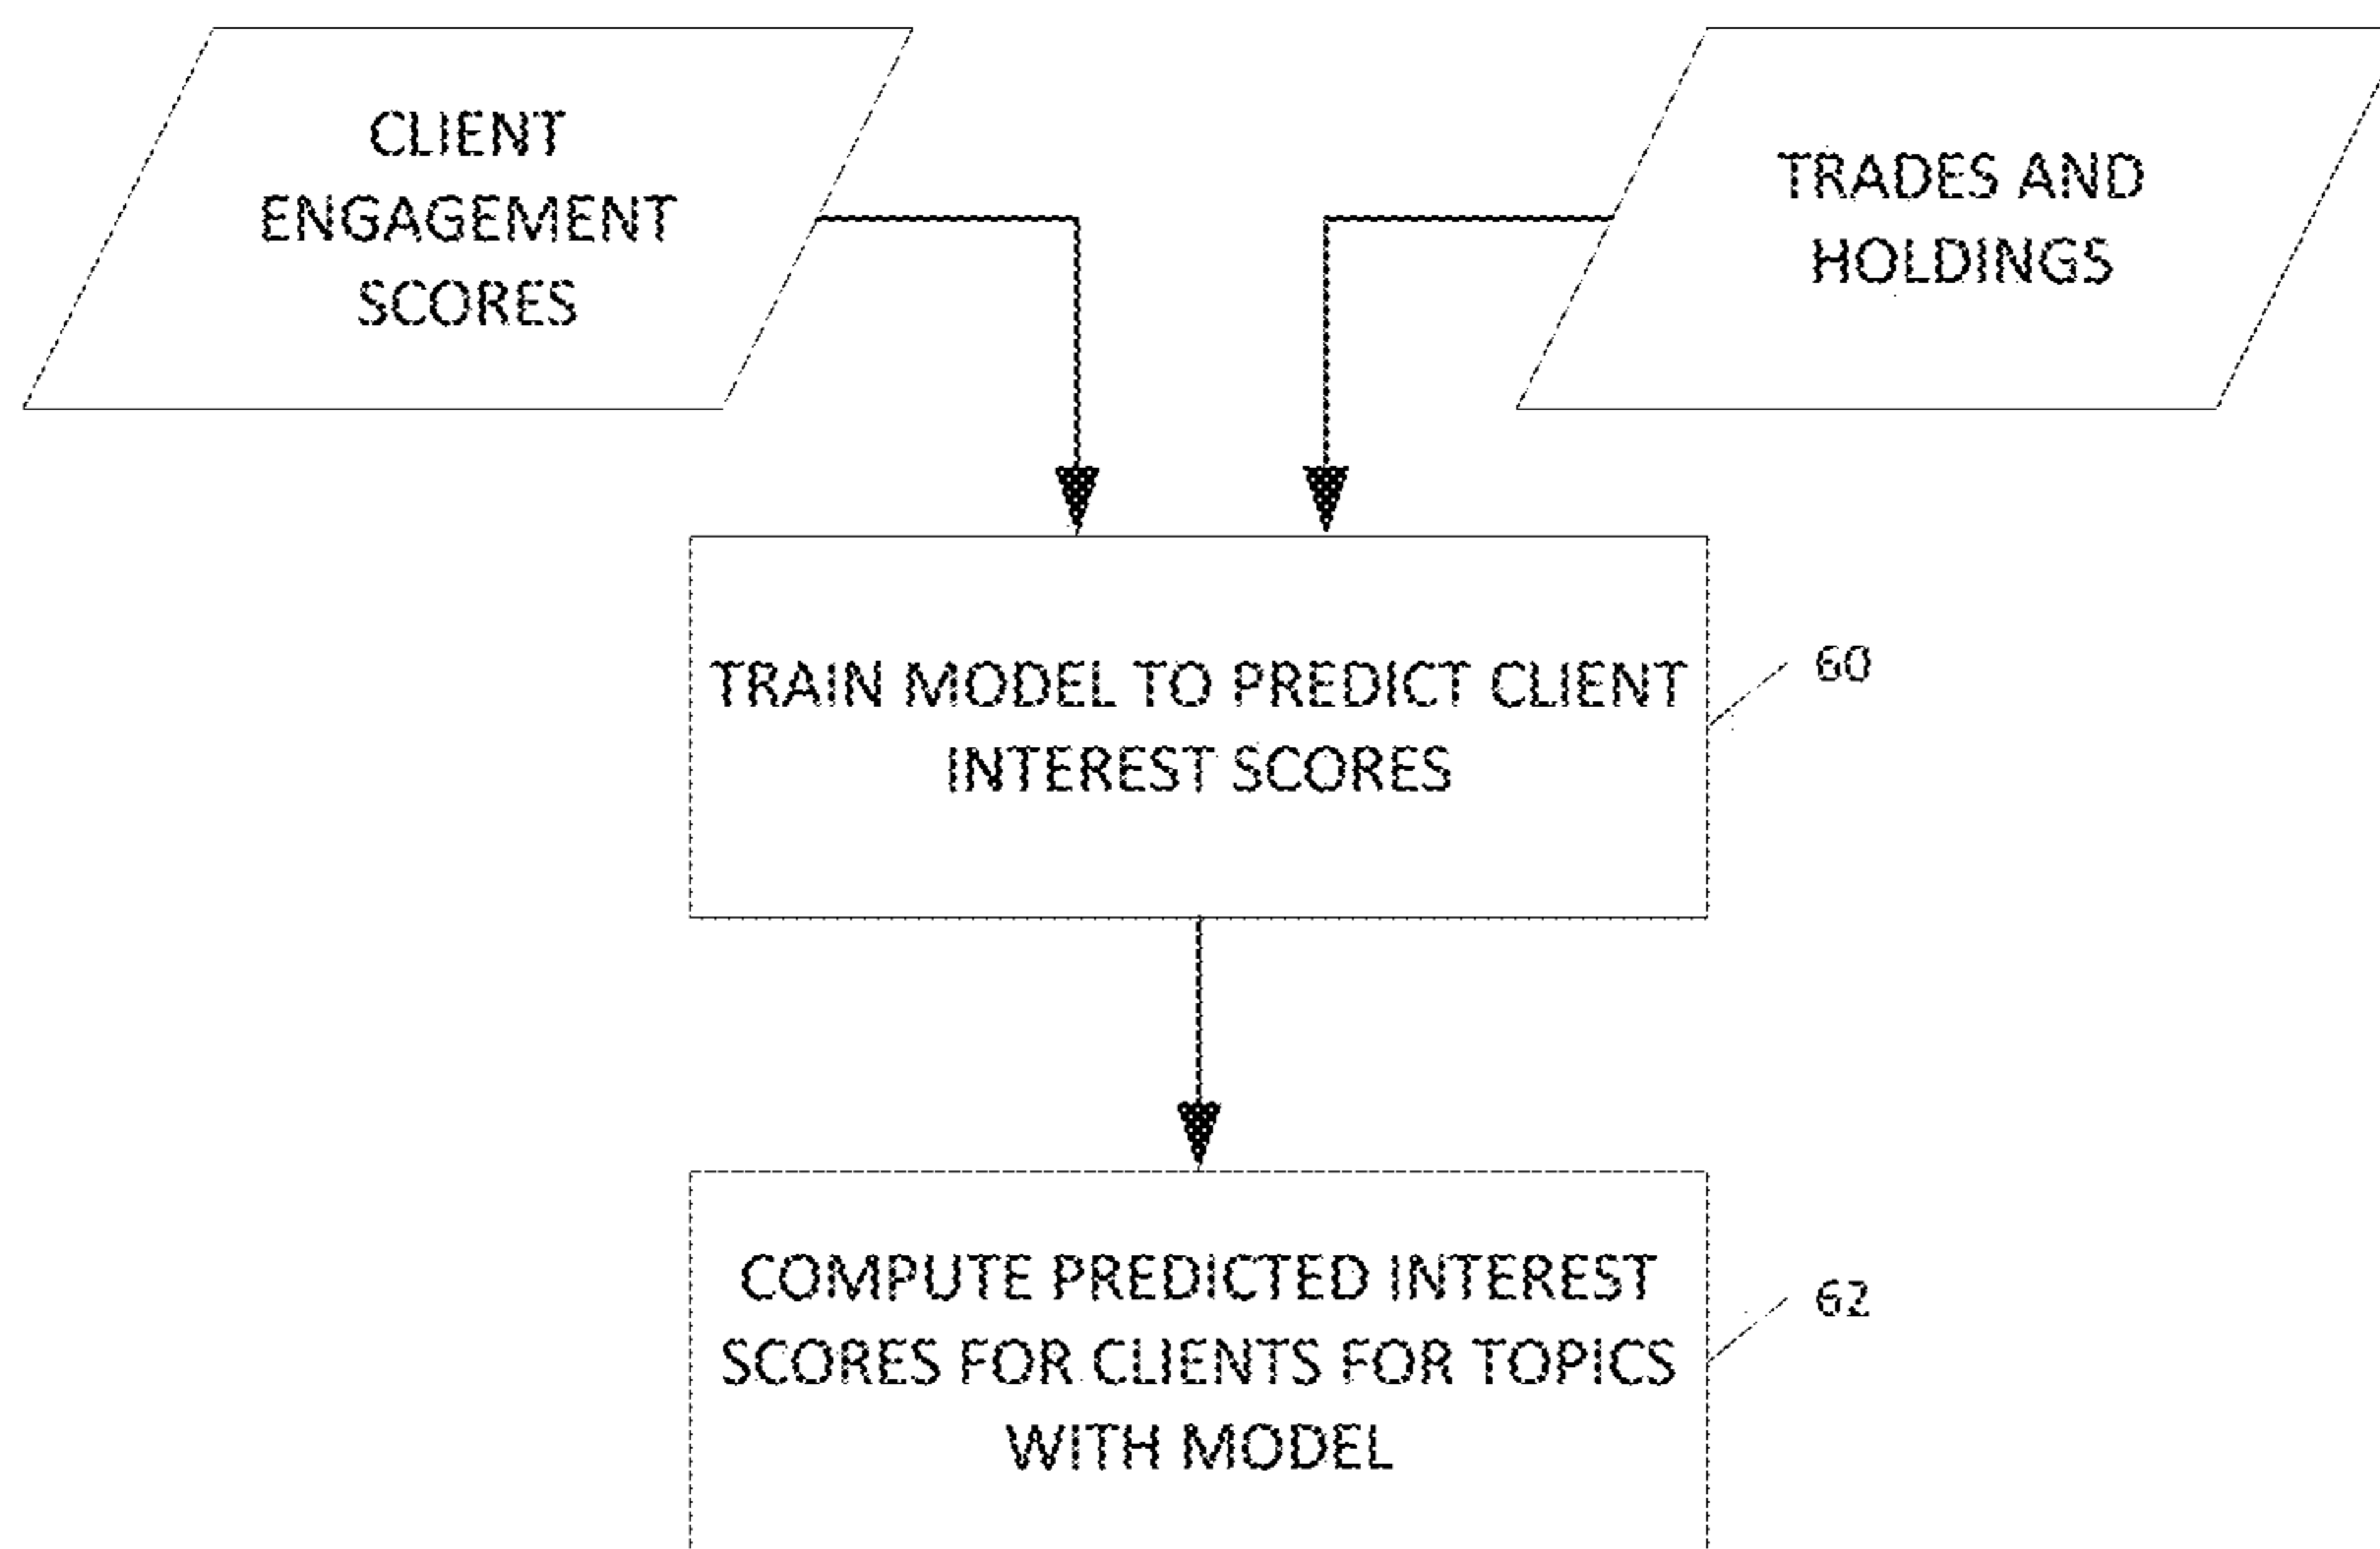 CLIENT
ENGAGEMENT
SCORES
TRADES AND
HOLDINGS
TRAIN MODEL TO PREDICT CLIENT
INTEREST SCORES
60
COMPUTE PREDICTED INTEREST
SCORES FOR CLIENTS FOR TOPICS
WITH MODEL
62